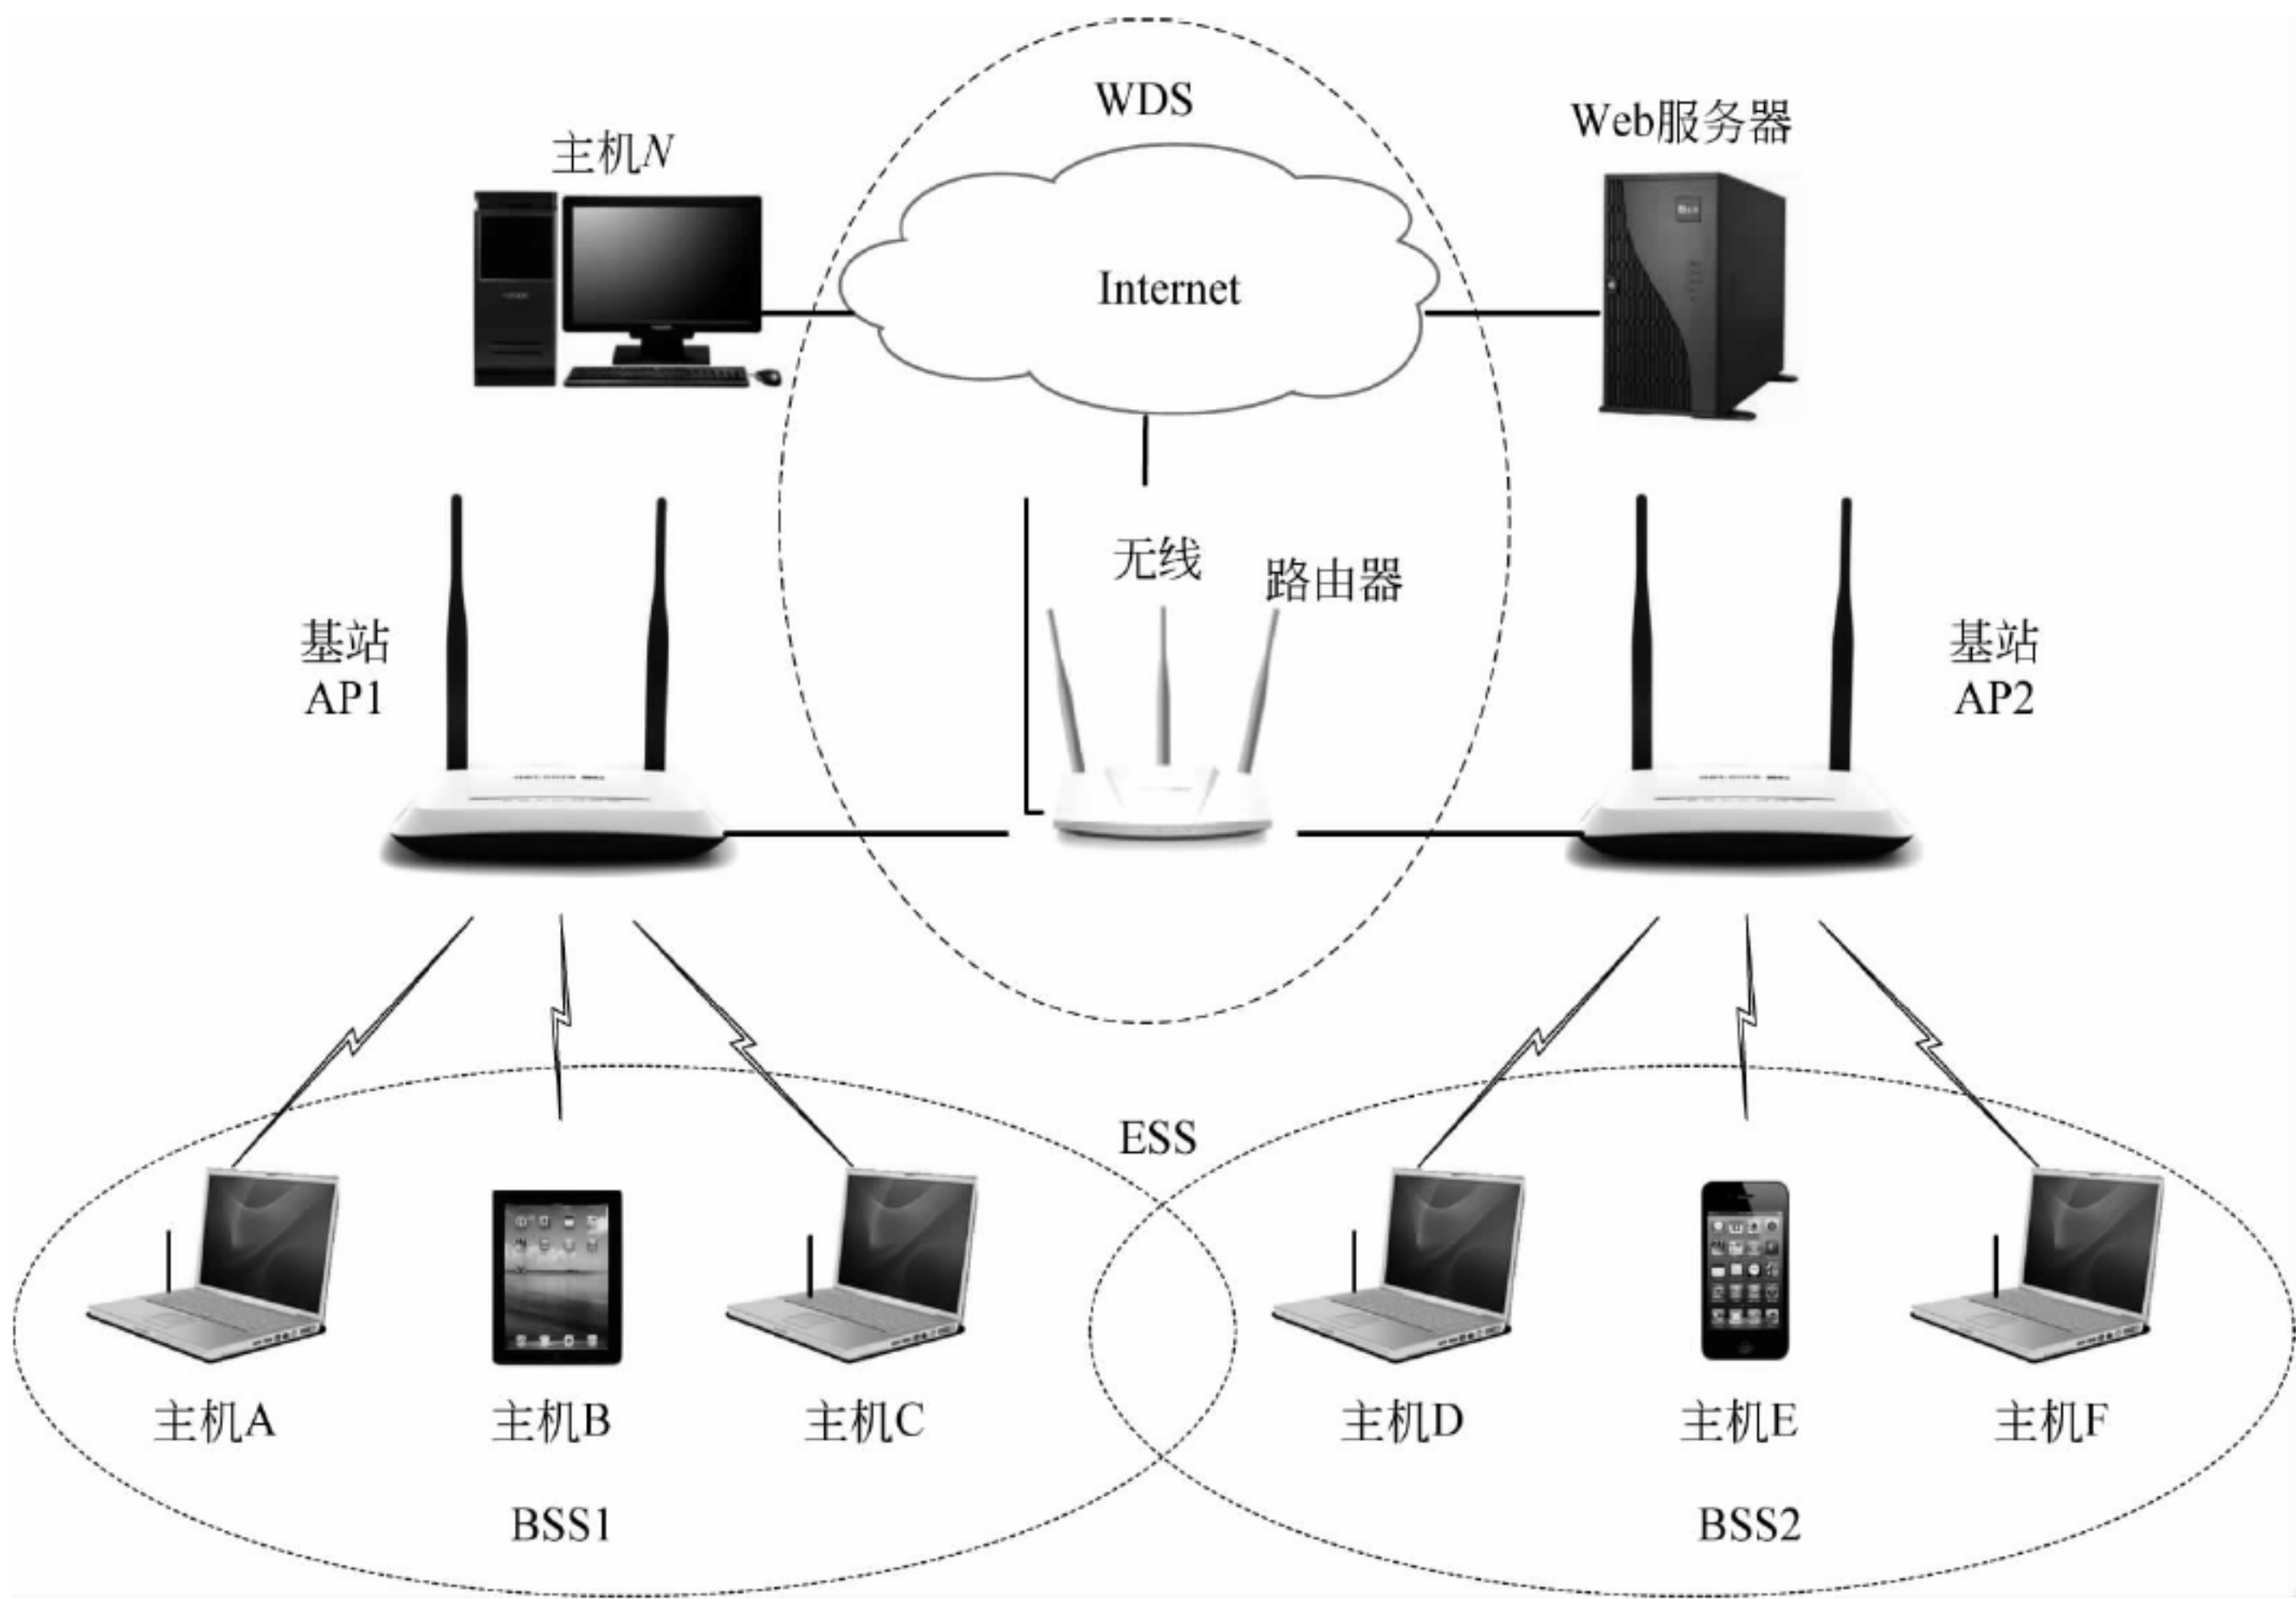 WDS
主机N
Web服务器
Internet
无线
路由器
基站
AP1
基站
AP2
ESS
主机A
主机B
主机C
主机D
主机E
主机F
BSS1
BSS2